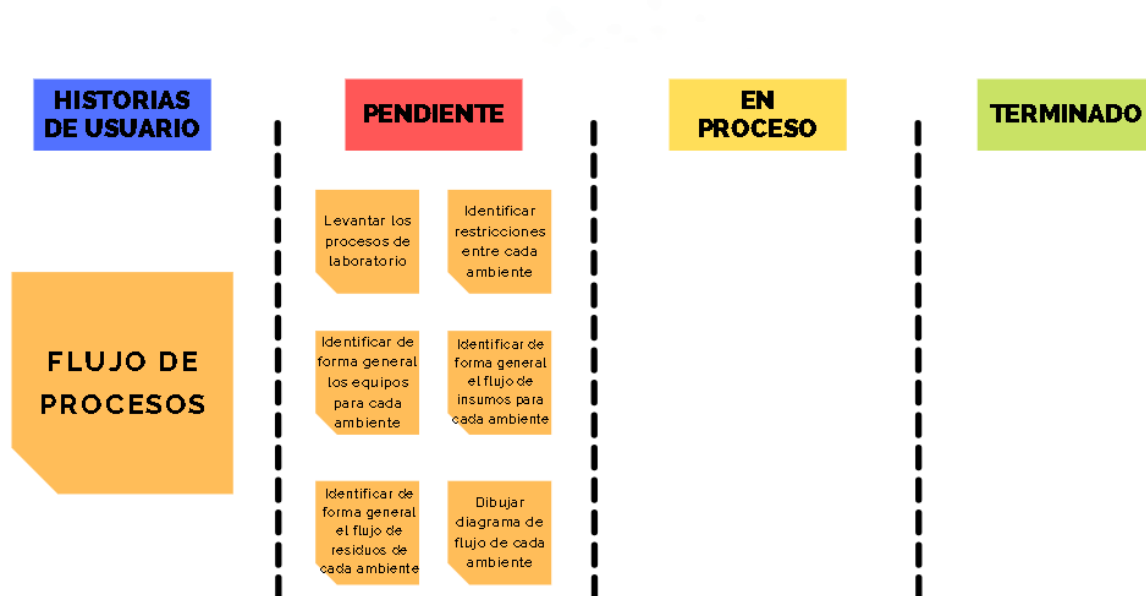 HISTORIAS
DE USUARIO
PENDIENTE
EN
PROCESO
TERMINADO
FLUJO DE
PROCESOS
Levantar los
procesos de
laboratorio
Identificar
restricciones
entre cada
ambiente
Identificar de
forma general
los equipos
para cada
ambiente
Identificar de
forma general
el flujo de
insumos para
cada ambiente
Identificar de
forma general
el flujo de
residuos de
cada ambiente
Dibujar
diagrama de
flujo de cada
ambiente